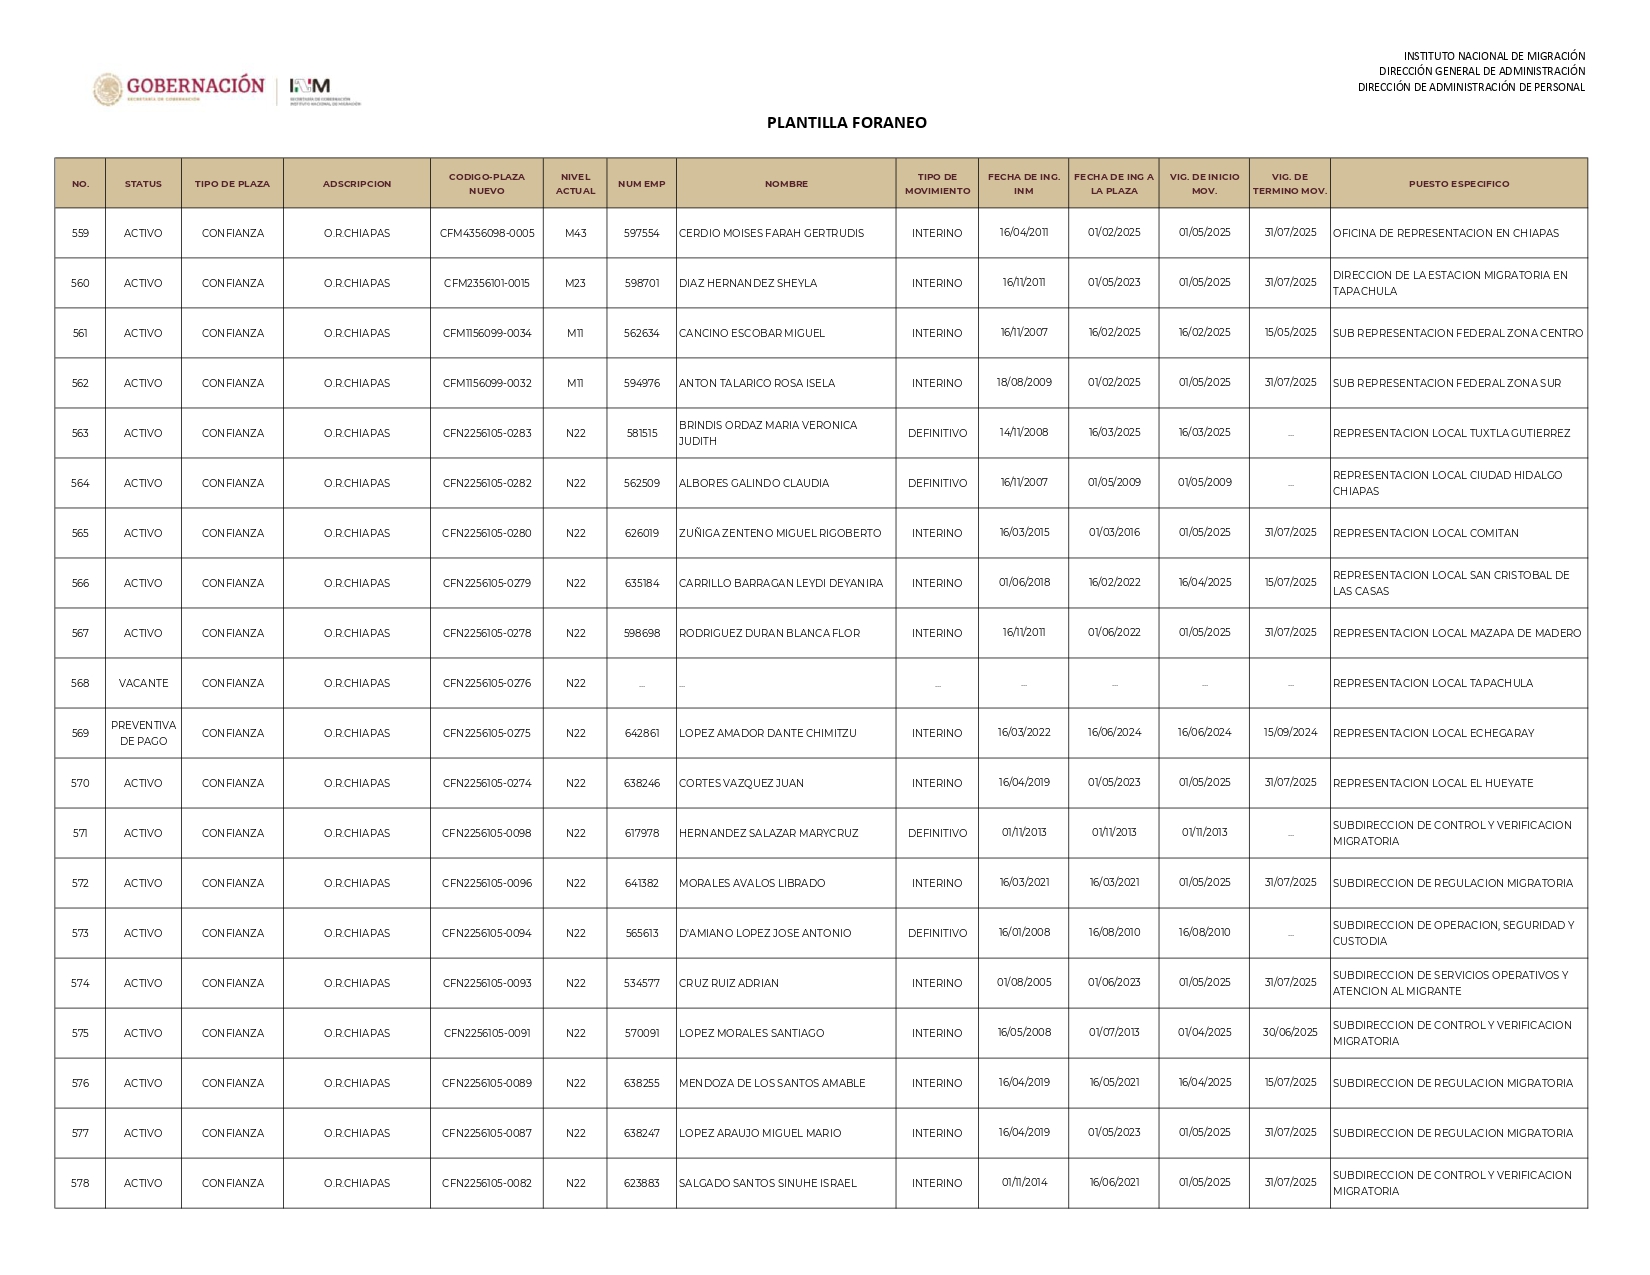 INSTITUTO NACIONAL DE MIGRACIÓN
DIRECCIÓN GENERAL DE ADMINISTRACIÓN
DIRECCIÓN DE ADMINISTRACIÓN DE PERSONAL
GOBERNACIÓN INM
SECRETARÍA DE GOBERNACIÓN SECRETARÍA DE GOBERNACIÓN
INSTITUTO NACIONAL DE MIGRACIÓN
PLANTILLA FORANEO
NO. STATUS TIPO DE PLAZA ADSCRIPCION CODIGO-PLAZA NUEVO NIVEL ACTUAL NUM EMP NOMBRE TIPO DE MOVIMIENTO FECHA DE ING. INM FECHA DE ING A LA PLAZA VIG. DE INICIO MOV. VIG. DE TERMINO MOV. PUESTO ESPECIFICO
559 ACTIVO CONFIANZA O.R.CHIAPAS CFM4356098-0005 M43 597554 CERDIO MOISES FARAH GERTRUDIS INTERINO 16/04/2011 01/02/2025 01/05/2025 31/07/2025 OFICINA DE REPRESENTACION EN CHIAPAS
560 ACTIVO CONFIANZA O.R.CHIAPAS CFM2356101-0015 M23 598701 DIAZ HERNANDEZ SHEYLA INTERINO 16/11/2011 01/05/2023 01/05/2025 31/07/2025 DIRECCION DE LA ESTACION MIGRATORIA EN TAPACHULA
561 ACTIVO CONFIANZA O.R.CHIAPAS CFM1156099-0034 M11 562634 CANCINO ESCOBAR MIGUEL INTERINO 16/11/2007 16/02/2025 16/02/2025 15/05/2025 SUB REPRESENTACION FEDERAL ZONA CENTRO
562 ACTIVO CONFIANZA O.R.CHIAPAS CFM1156099-0032 M11 594976 ANTON TALARICO ROSA ISELA INTERINO 18/08/2009 01/02/2025 01/05/2025 31/07/2025 SUB REPRESENTACION FEDERAL ZONA SUR
563 ACTIVO CONFIANZA O.R.CHIAPAS CFN2256105-0283 N22 581515 BRINDIS ORDAZ MARIA VERONICA JUDITH DEFINITIVO 14/11/2008 16/03/2025 16/03/2025 ... REPRESENTACION LOCAL TUXTLA GUTIERREZ
564 ACTIVO CONFIANZA O.R.CHIAPAS CFN2256105-0282 N22 562509 ALBORES GALINDO CLAUDIA DEFINITIVO 16/11/2007 01/05/2009 01/05/2009 ... REPRESENTACION LOCAL CIUDAD HIDALGO CHIAPAS
565 ACTIVO CONFIANZA O.R.CHIAPAS CFN2256105-0280 N22 626019 ZUÑIGA ZENTENO MIGUEL RIGOBERTO INTERINO 16/03/2015 01/03/2016 01/05/2025 31/07/2025 REPRESENTACION LOCAL COMITAN
566 ACTIVO CONFIANZA O.R.CHIAPAS CFN2256105-0279 N22 635184 CARRILLO BARRAGAN LEYDI DEYANIRA INTERINO 01/06/2018 16/02/2022 16/04/2025 15/07/2025 REPRESENTACION LOCAL SAN CRISTOBAL DE LAS CASAS
567 ACTIVO CONFIANZA O.R.CHIAPAS CFN2256105-0278 N22 598698 RODRIGUEZ DURAN BLANCA FLOR INTERINO 16/11/2011 01/06/2022 01/05/2025 31/07/2025 REPRESENTACION LOCAL MAZAPA DE MADERO
568 VACANTE CONFIANZA O.R.CHIAPAS CFN2256105-0276 N22 ... ... ... ... ... ... ... REPRESENTACION LOCAL TAPACHULA
569 PREVENTIVA DE PAGO CONFIANZA O.R.CHIAPAS CFN2256105-0275 N22 642861 LOPEZ AMADOR DANTE CHIMITZU INTERINO 16/03/2022 16/06/2024 16/06/2024 15/09/2024 REPRESENTACION LOCAL ECHEGARAY
570 ACTIVO CONFIANZA O.R.CHIAPAS CFN2256105-0274 N22 638246 CORTES VAZQUEZ JUAN INTERINO 16/04/2019 01/05/2023 01/05/2025 31/07/2025 REPRESENTACION LOCAL EL HUEYATE
571 ACTIVO CONFIANZA O.R.CHIAPAS CFN2256105-0098 N22 617978 HERNANDEZ SALAZAR MARYCRUZ DEFINITIVO 01/11/2013 01/11/2013 01/11/2013 ... SUBDIRECCION DE CONTROL Y VERIFICACION MIGRATORIA
572 ACTIVO CONFIANZA O.R.CHIAPAS CFN2256105-0096 N22 641382 MORALES AVALOS LIBRADO INTERINO 16/03/2021 16/03/2021 01/05/2025 31/07/2025 SUBDIRECCION DE REGULACION MIGRATORIA
573 ACTIVO CONFIANZA O.R.CHIAPAS CFN2256105-0094 N22 565613 D'AMIANO LOPEZ JOSE ANTONIO DEFINITIVO 16/01/2008 16/08/2010 16/08/2010 ... SUBDIRECCION DE OPERACION, SEGURIDAD Y CUSTODIA
574 ACTIVO CONFIANZA O.R.CHIAPAS CFN2256105-0093 N22 534577 CRUZ RUIZ ADRIAN INTERINO 01/08/2005 01/06/2023 01/05/2025 31/07/2025 SUBDIRECCION DE SERVICIOS OPERATIVOS Y ATENCION AL MIGRANTE
575 ACTIVO CONFIANZA O.R.CHIAPAS CFN2256105-0091 N22 570091 LOPEZ MORALES SANTIAGO INTERINO 16/05/2008 01/07/2013 01/04/2025 30/06/2025 SUBDIRECCION DE CONTROL Y VERIFICACION MIGRATORIA
576 ACTIVO CONFIANZA O.R.CHIAPAS CFN2256105-0089 N22 638255 MENDOZA DE LOS SANTOS AMABLE INTERINO 16/04/2019 16/05/2021 16/04/2025 15/07/2025 SUBDIRECCION DE REGULACION MIGRATORIA
577 ACTIVO CONFIANZA O.R.CHIAPAS CFN2256105-0087 N22 638247 LOPEZ ARAUJO MIGUEL MARIO INTERINO 16/04/2019 01/05/2023 01/05/2025 31/07/2025 SUBDIRECCION DE REGULACION MIGRATORIA
578 ACTIVO CONFIANZA O.R.CHIAPAS CFN2256105-0082 N22 623883 SALGADO SANTOS SINUHE ISRAEL INTERINO 01/11/2014 16/06/2021 01/05/2025 31/07/2025 SUBDIRECCION DE CONTROL Y VERIFICACION MIGRATORIA